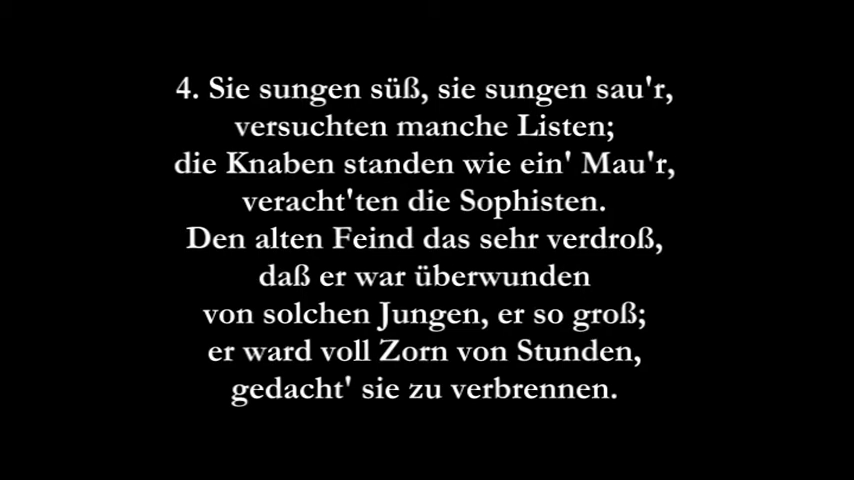 4. Sie sungen süß, sie sungen sau'r,
versuchten manche Listen;
die Knaben standen wie ein' Mau'r,
veracht'ten die Sophisten.
Den alten Feind das sehr verdroß,
daß er war überwunden
von solchen Jungen, er so groß;
er ward voll Zorn von Stunden,
gedacht' sie zu verbrennen.